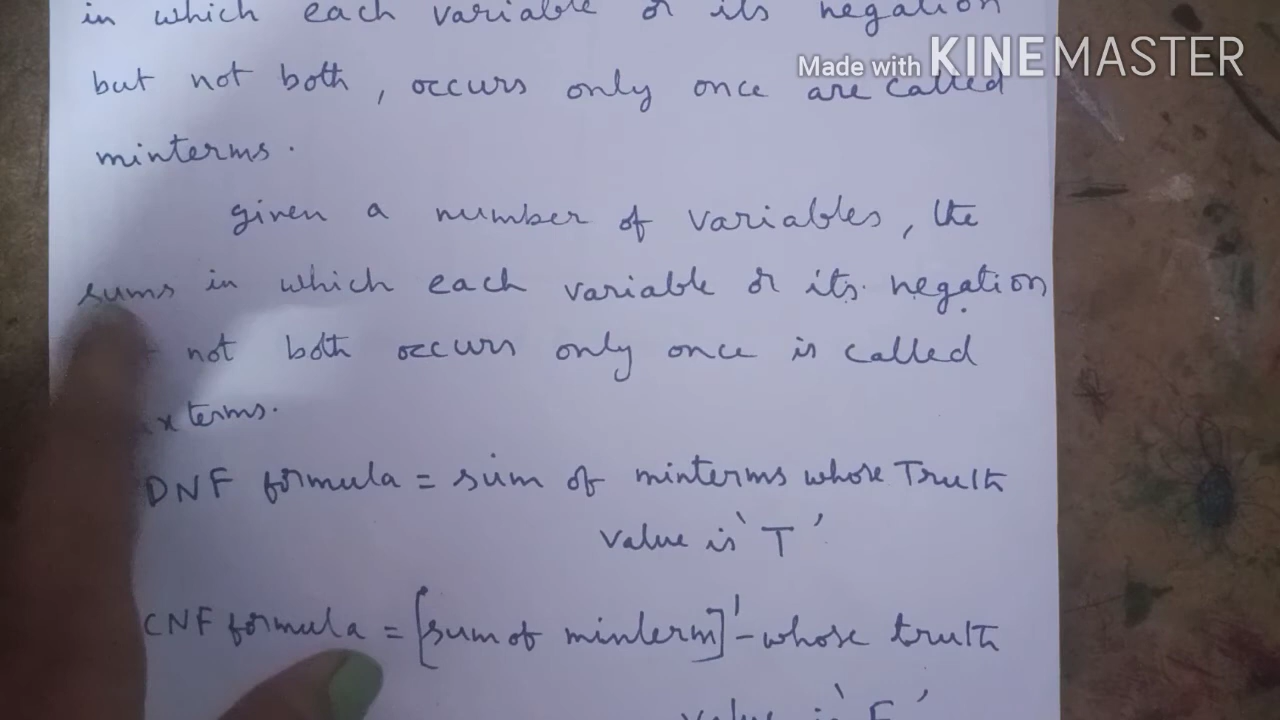 in which each variable or its negation
Made with KINEMASTER
but not both, occurs only once are called
minterms.
given a number of variables, the
sums in which each variable or its negation
not both occurs only once is called
terms.
DNF formula = sum of minterms whose Truth
value is 'T'
CNF formula = [sum of minterm]' - whose truth
value is 'F'